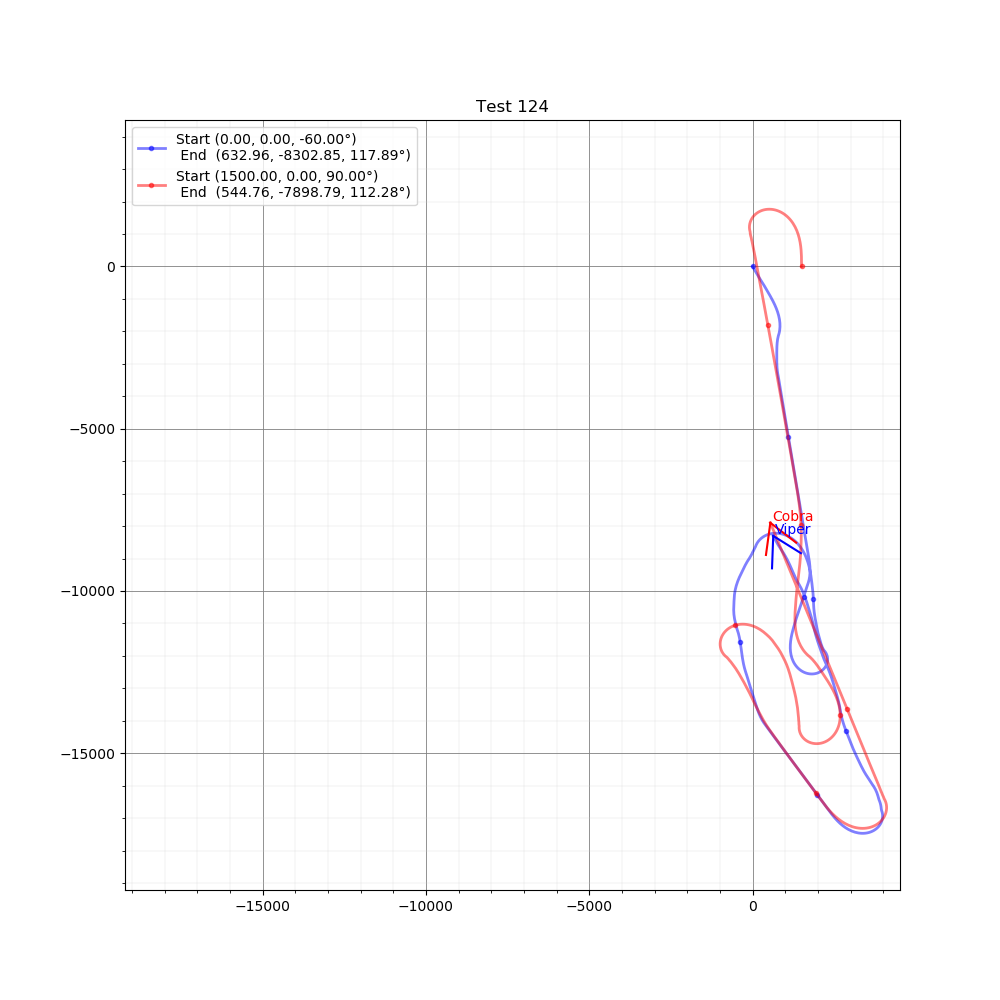 Test 124
Start (0.00, 0.00, -60.00°)
End  (632.96, -8302.85, 117.89°)
Start (1500.00, 0.00, 90.00°)
End  (544.76, -7898.79, 112.28°)
0
−5000
Cobra
Viper
−10000
−15000
−15000
−10000
−5000
0